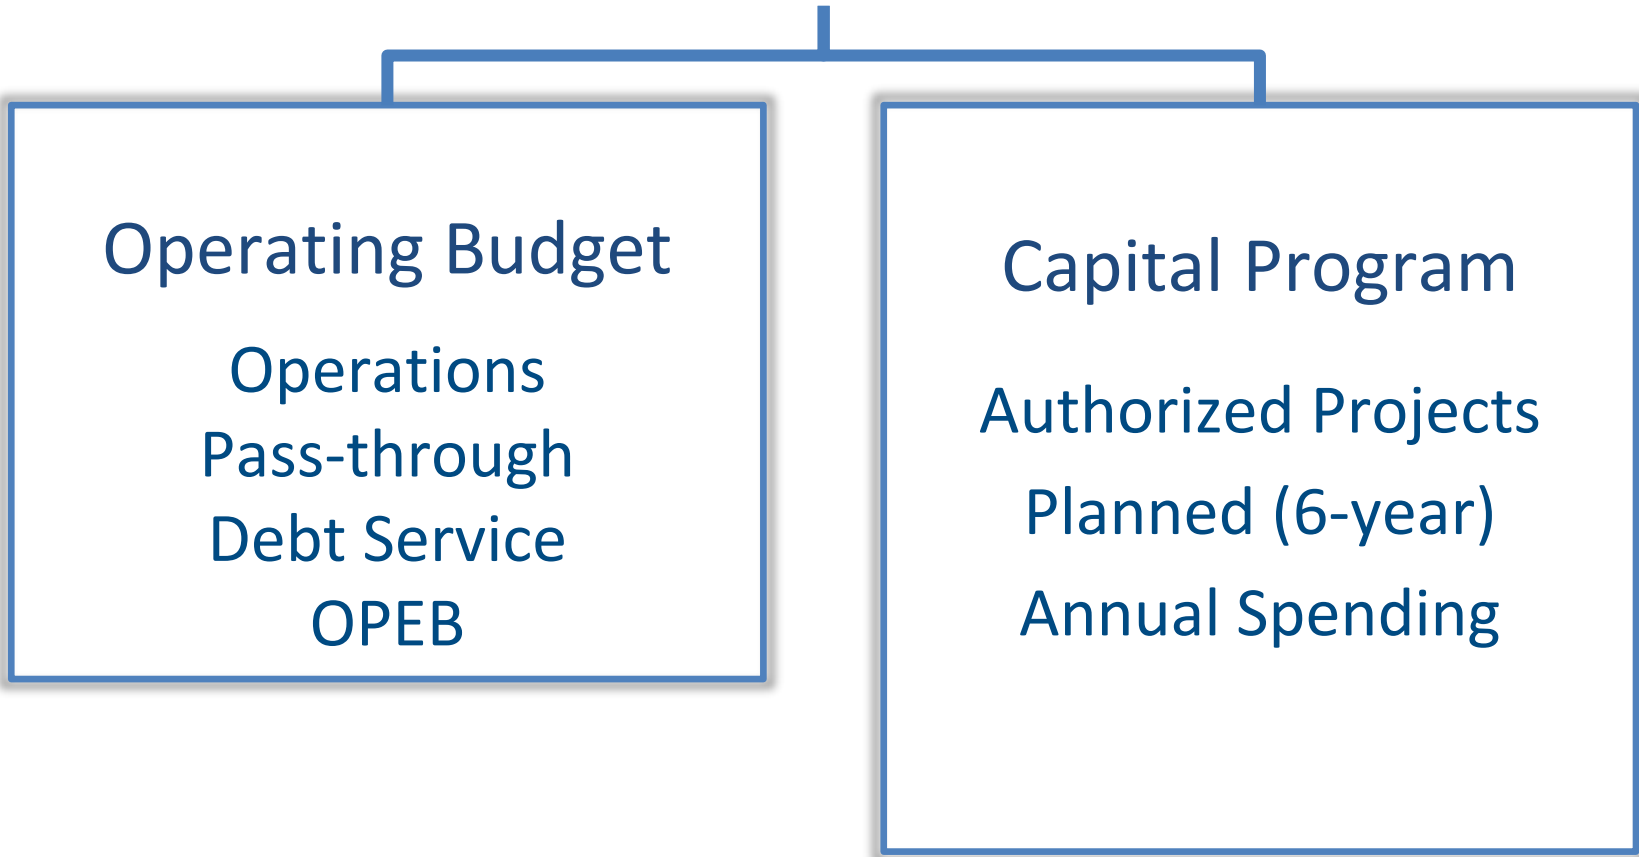 Operating Budget
Operations
Pass-through
Debt Service
OPEB
Capital Program
Authorized Projects
Planned (6-year)
Annual Spending